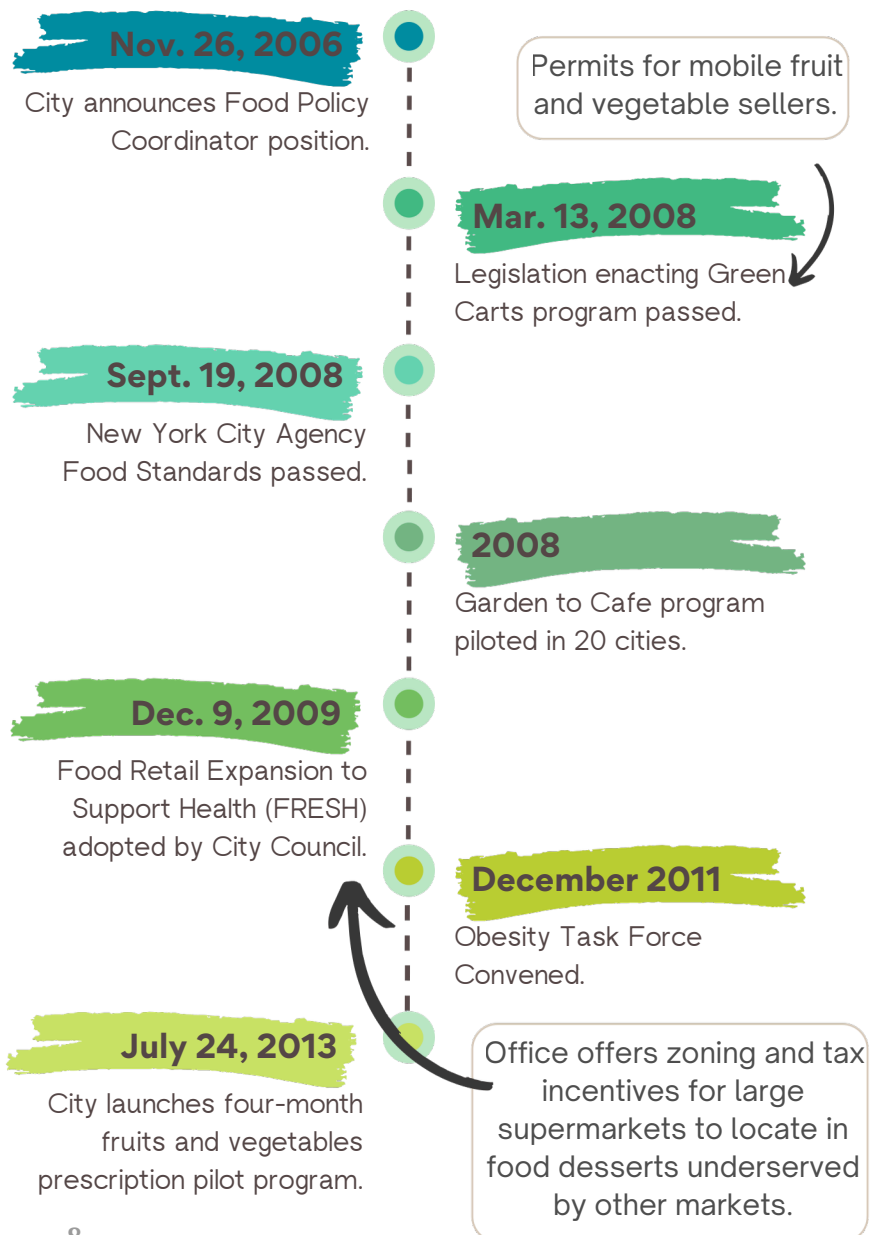 Nov. 26, 2006
City announces Food Policy
Coordinator position.
Permits for mobile fruit
and vegetable sellers.
Mar. 13, 2008
Legislation enacting Green
Carts program passed.
Sept. 19, 2008
New York City Agency
Food Standards passed.
2008
Garden to Cafe program
piloted in 20 cities.
Dec. 9, 2009
Food Retail Expansion to
Support Health (FRESH)
adopted by City Council.
December 2011
Obesity Task Force
Convened.
July 24, 2013
City launches four-month
fruits and vegetables
prescription pilot program.
Office offers zoning and tax
incentives for large
supermarkets to locate in
food desserts underserved
by other markets.